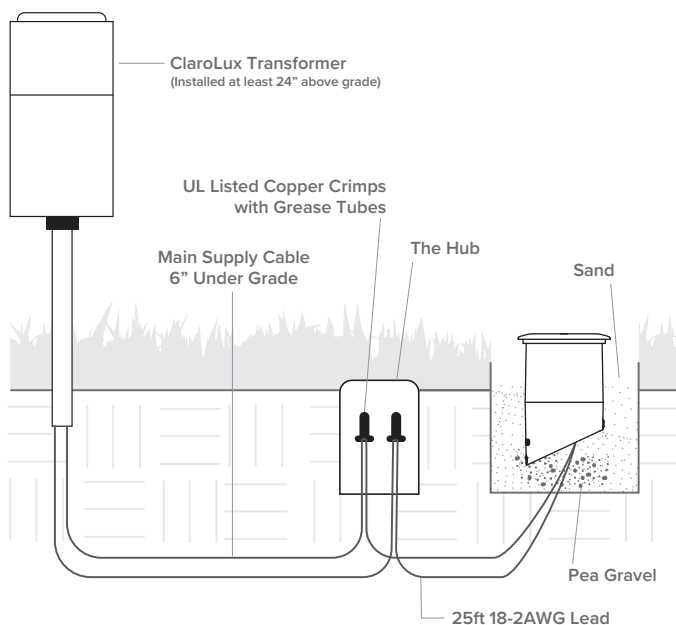 ClaroLux Transformer
(Installed at least 24” above grade)
UL Listed Copper Crimps
with Grease Tubes
Main Supply Cable
6” Under Grade
The Hub
Sand
Pea Gravel
25ft 18-2AWG Lead